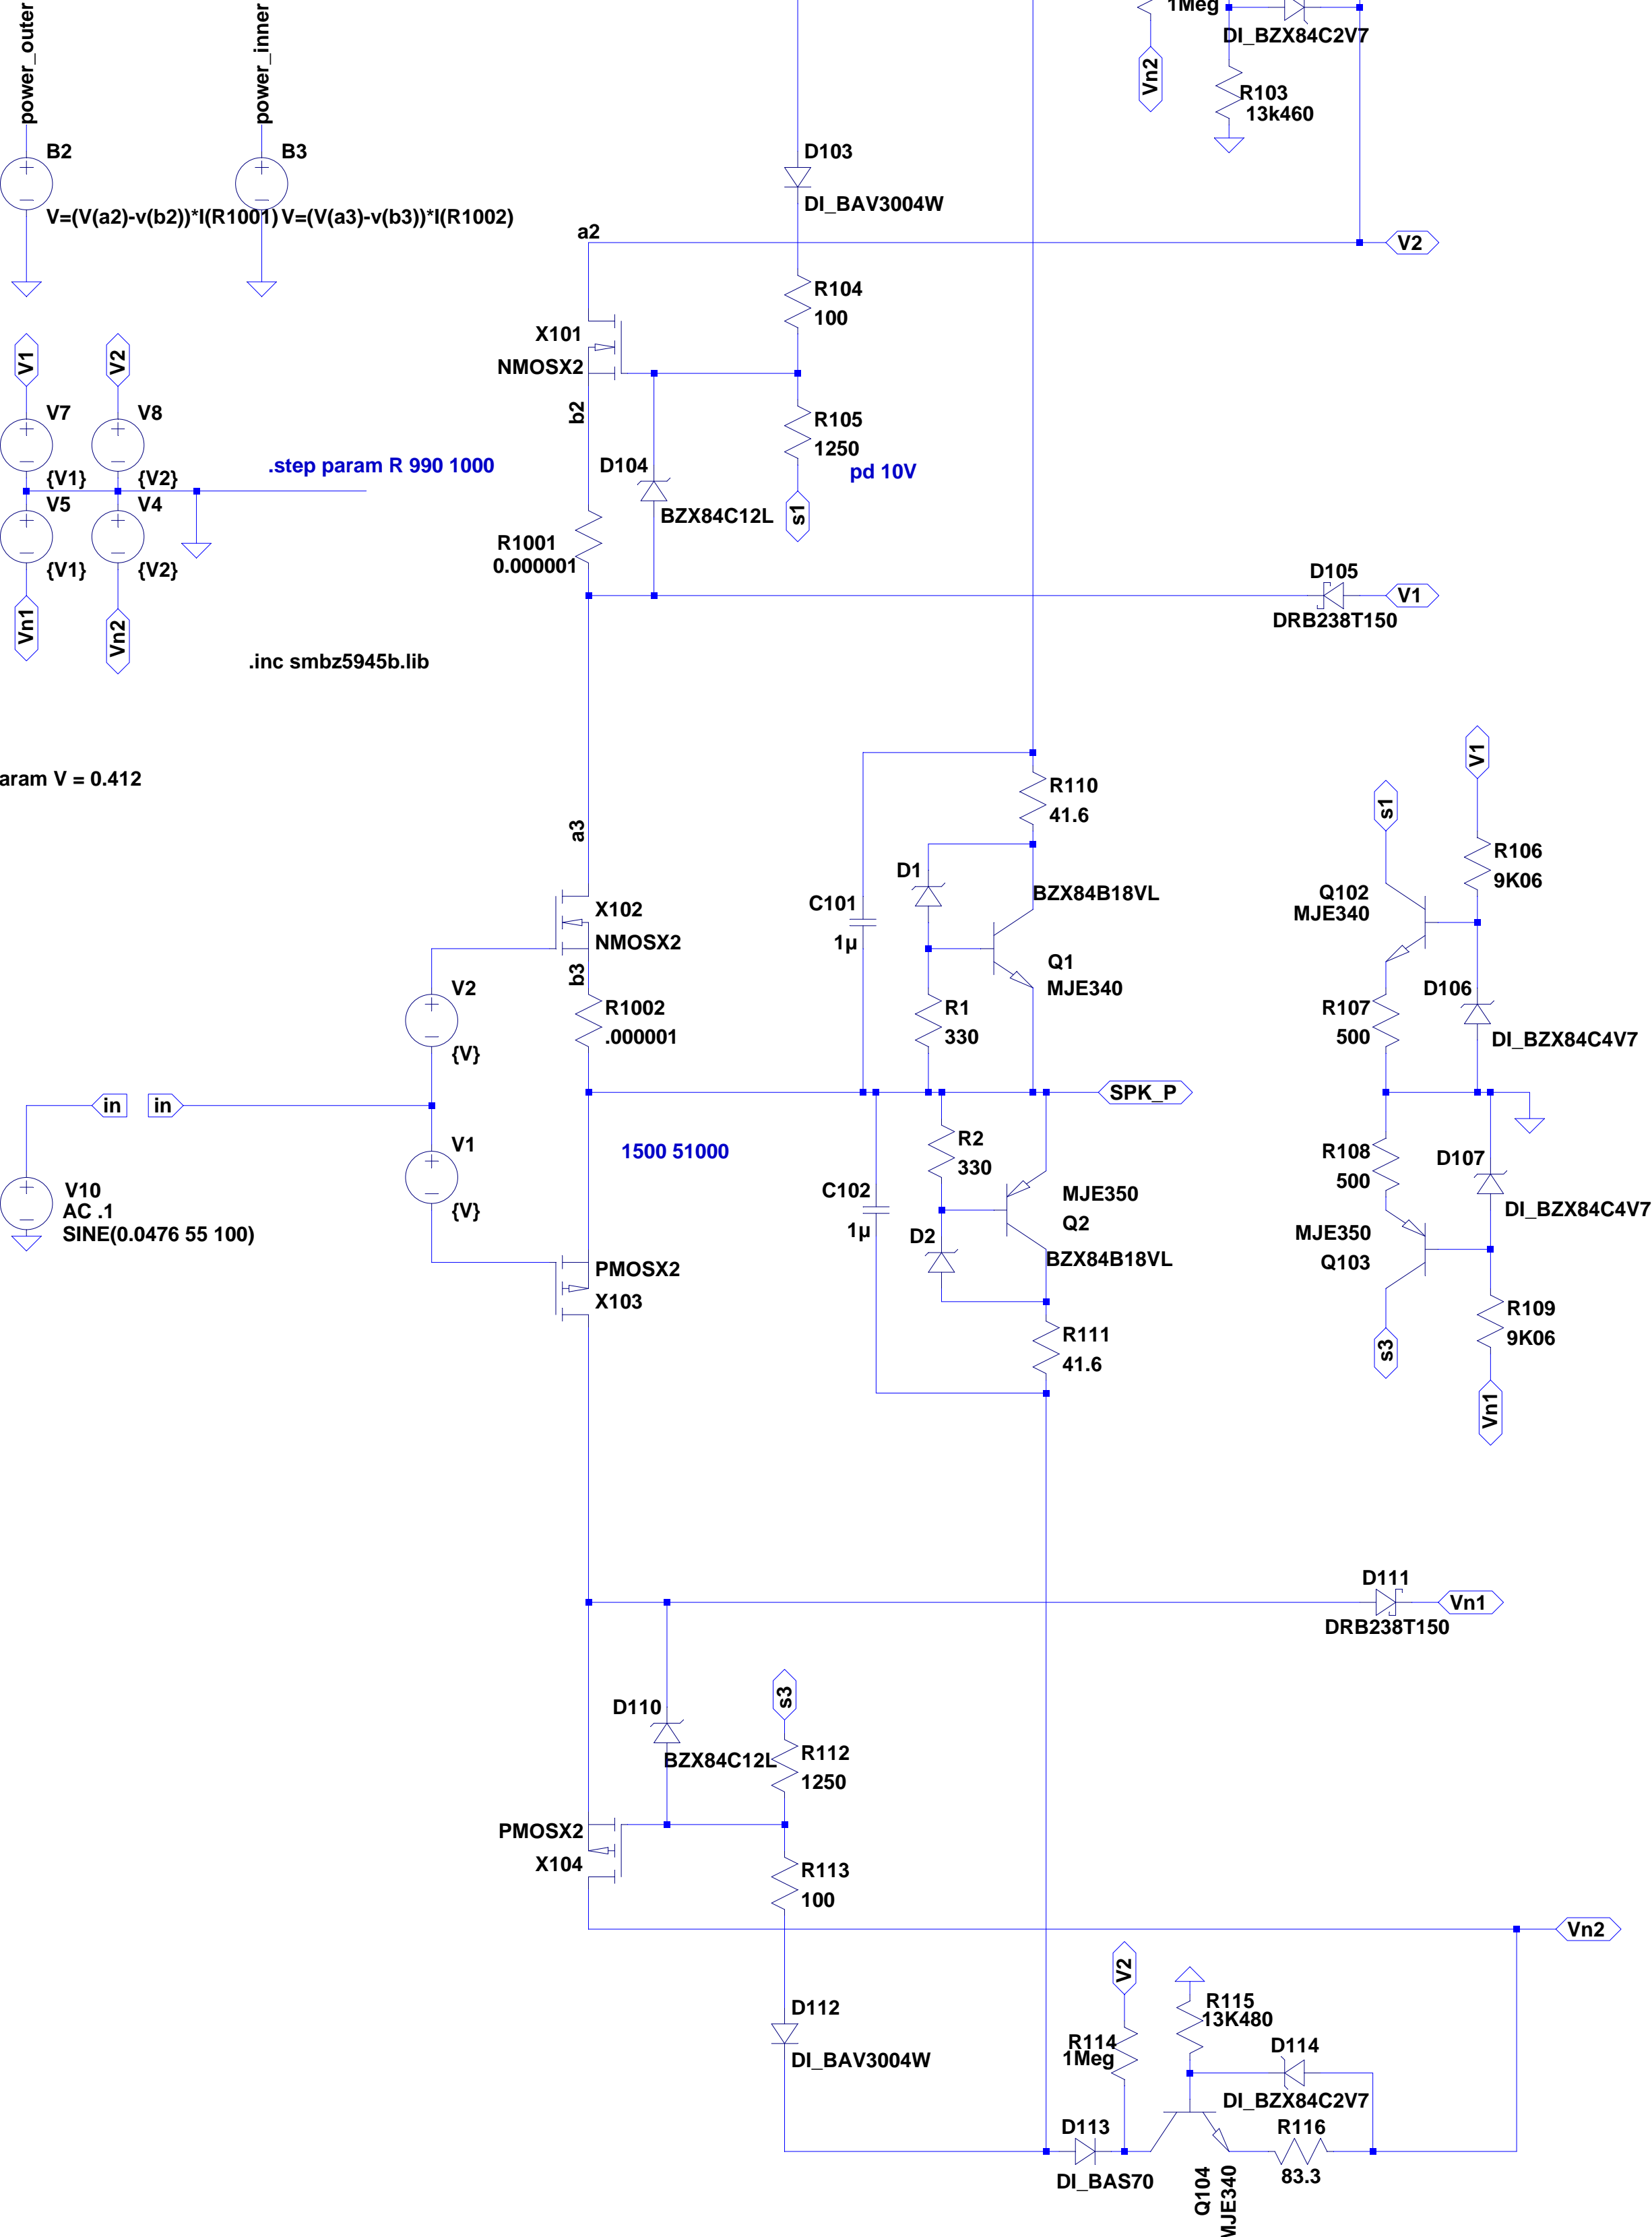 power_outer
power_inner
1Meg
DI_BZX84C2V7
Vn2
R103
13k460
B2
B3
V=(V(a2)-v(b2))*I(R1001)
V=(V(a3)-v(b3))*I(R1002)
D103
DI_BAV3004W
a2
V2
R104
100
X101
NMOSX2
V1
V2
b2
R105
1250
pd 10V
s1
V7
V8
{V1}
{V2}
.step param R 990 1000
V5
V4
{V1}
{V2}
Vn1
Vn2
D104
BZX84C12L
R1001
0.000001
D105
V1
DRB238T150
.inc smbz5945b.lib
aram V = 0.412
V1
s1
R110
41.6
a3
R106
9K06
D1
BZX84B18VL
Q102
MJE340
C101
1µ
X102
NMOSX2
b3
Q1
MJE340
V2
{V}
R1002
.000001
R1
330
R107
500
D106
DI_BZX84C4V7
in
in
SPK_P
V1
{V}
1500 51000
R2
330
R108
500
D107
DI_BZX84C4V7
V10
AC .1
SINE(0.0476 55 100)
C102
1µ
MJE350
Q2
D2
BZX84B18VL
MJE350
Q103
PMOSX2
X103
R111
41.6
R109
9K06
s3
Vn1
D111
Vn1
DRB238T150
s3
D110
BZX84C12L
R112
1250
PMOSX2
X104
R113
100
Vn2
V2
D112
DI_BAV3004W
R115
13K480
R114
1Meg
D114
DI_BZX84C2V7
D113
DI_BAS70
R116
83.3
Q104
MJE340